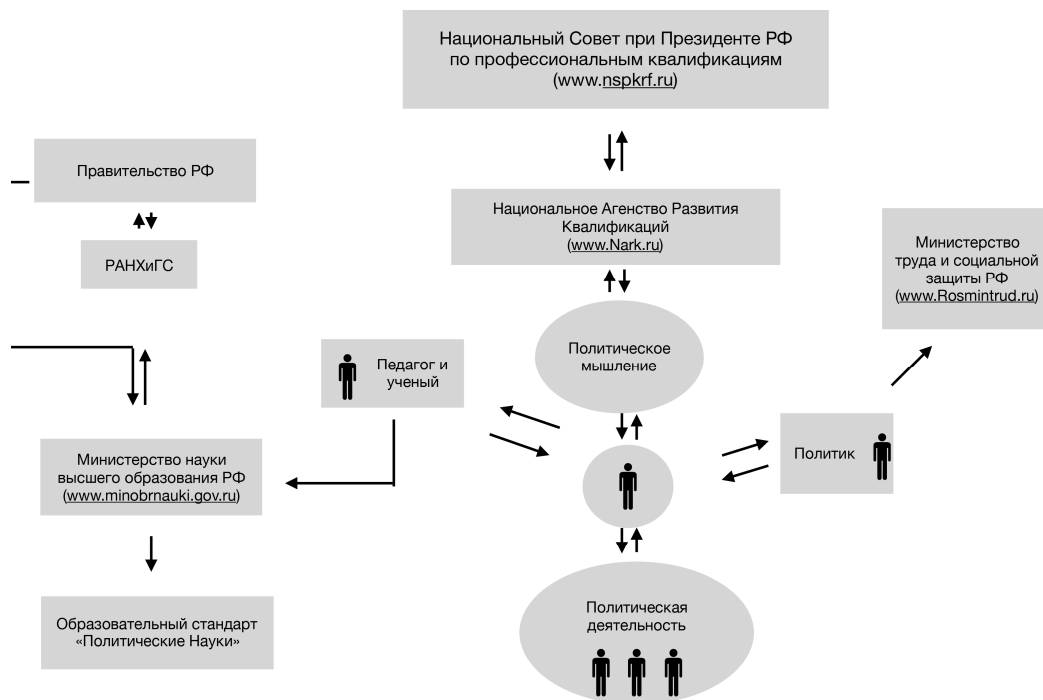 Национальный Совет при Президенте РФ
по профессиональным квалификациям
(www.nspkrf.ru)
Правительство РФ
РАНХиГС
Национальное Агенство Развития
Квалификаций
(www.Nark.ru)
Министерство
труда и социальной
защиты РФ
(www.Rosmintrud.ru)
Политическое
мышление
Педагог и
ученый
Политик
Министерство науки
высшего образования РФ
(www.minobrnauki.gov.ru)
Образовательный стандарт
«Политические Науки»
Политическая
деятельность